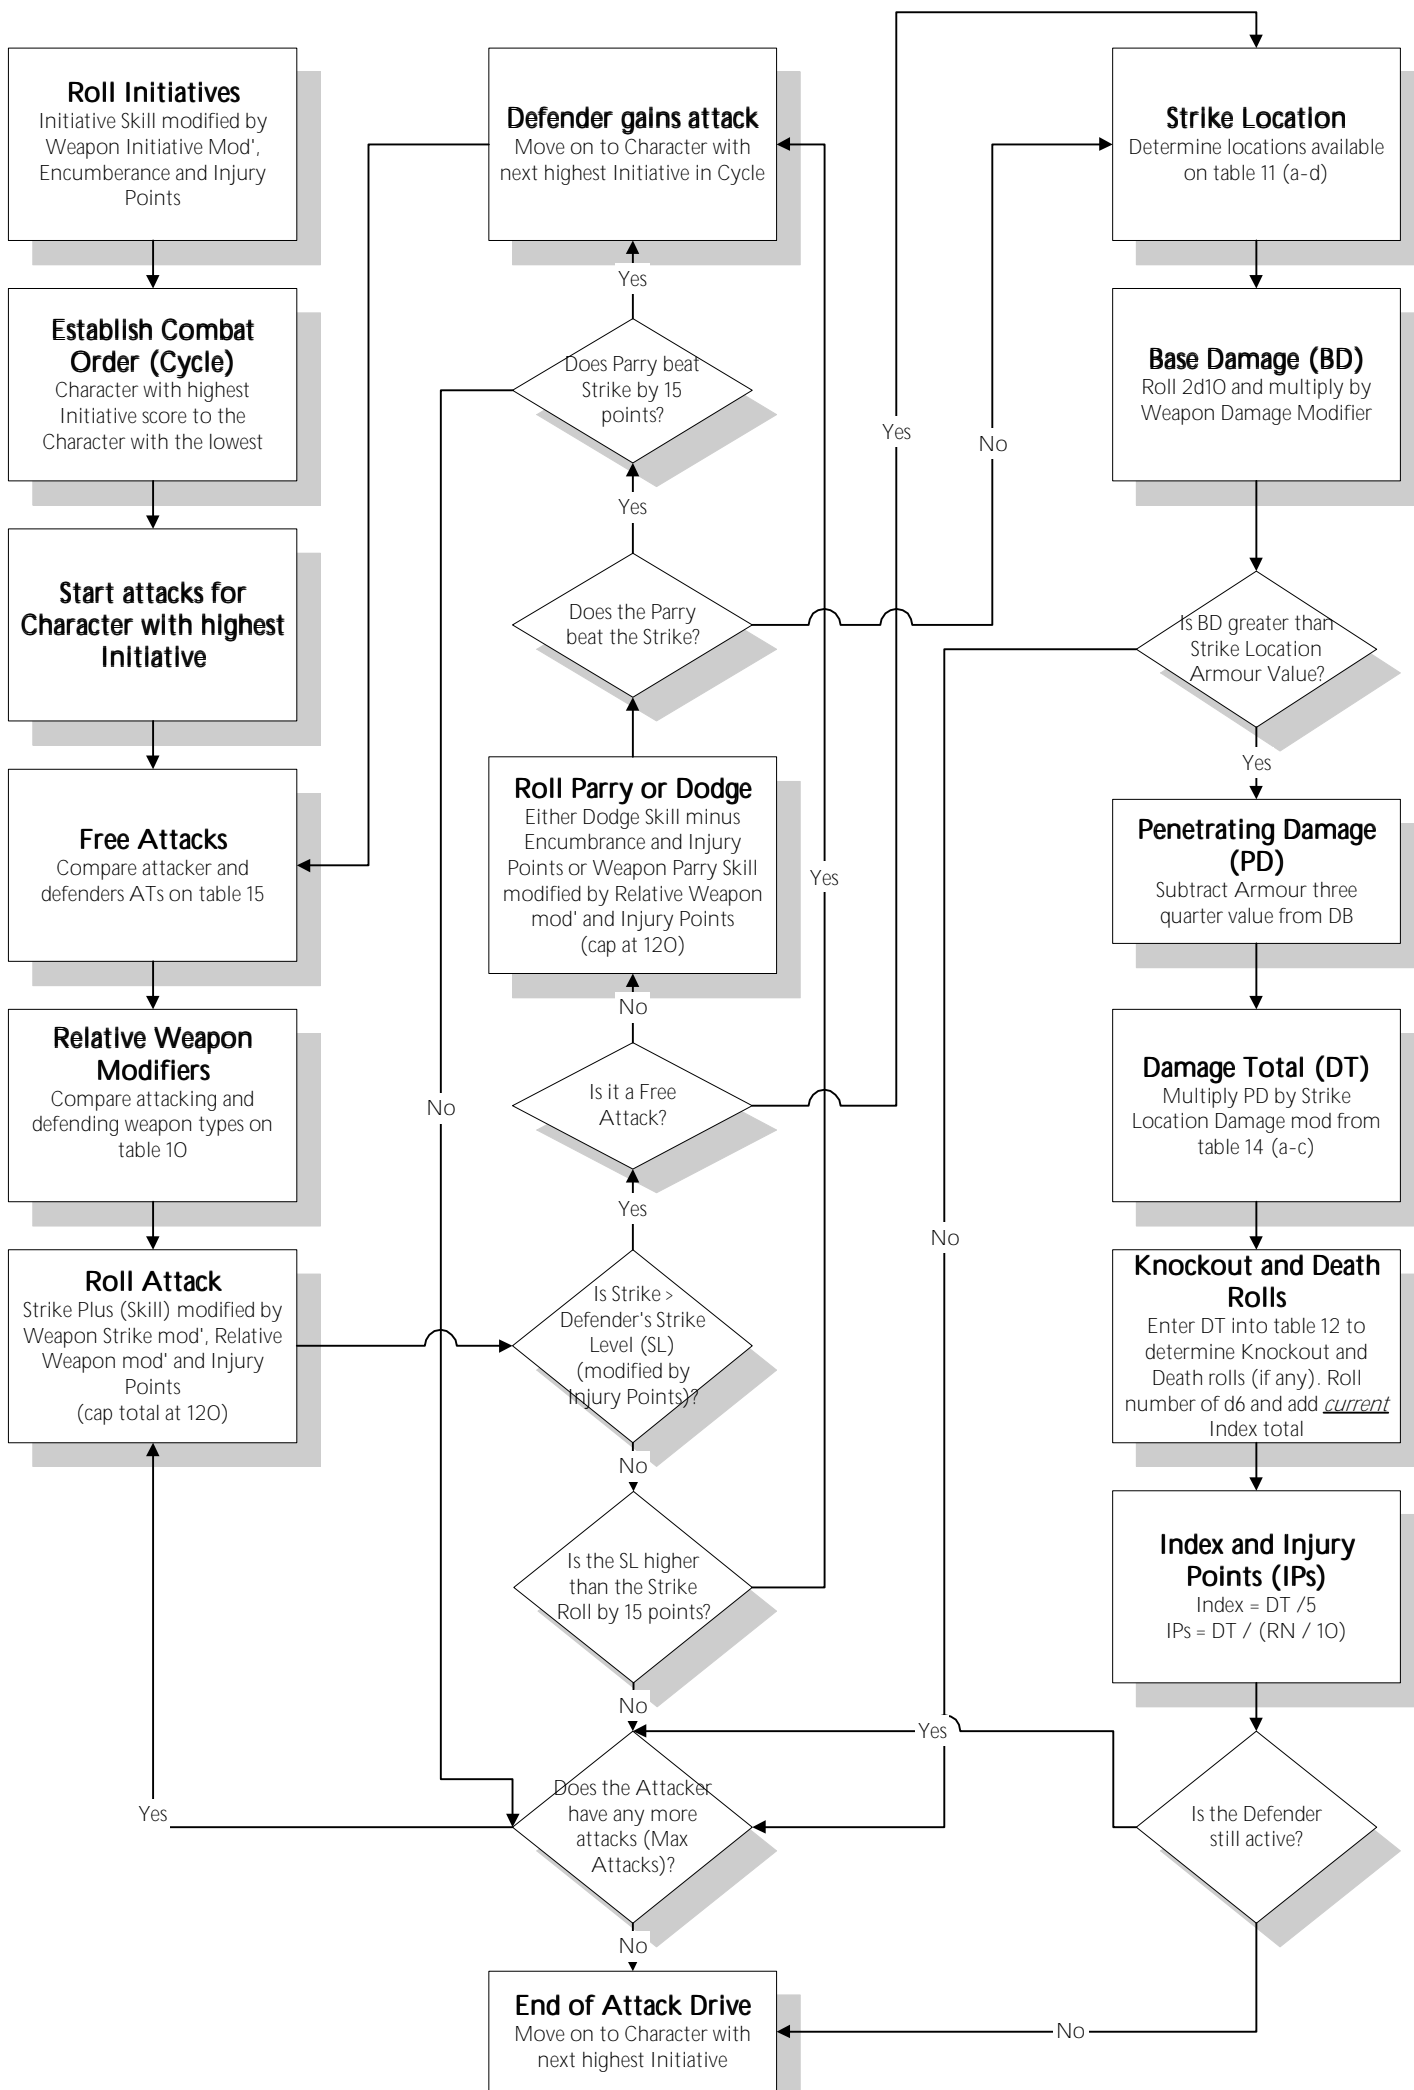 Roll Initiatives
Initiative Skill modified by
Weapon Initiative Mod',
Encumberance and Injury
Points
Establish Combat
Order (Cycle)
Character with highest
Initiative score to the
Character with the lowest
Start attacks for
Character with highest
Initiative
Free Attacks
Compare attacker and
defenders ATs on table 15
Relative Weapon
Modifiers
Compare attacking and
defending weapon types on
table 10
Roll Attack
Strike Plus (Skill) modified by
Weapon Strike mod', Relative
Weapon mod' and Injury
Points
(cap total at 120)
Yes
Defender gains attack
Move on to Character with
next highest Initiative in Cycle
Yes
Does Parry beat
Strike by 15
points?
Yes
Does the Parry
beat the Strike?
Roll Parry or Dodge
Either Dodge Skill minus
Encumbrance and Injury
Points or Weapon Parry Skill
modified by Relative Weapon
mod' and Injury Points
(cap at 120)
No
Is it a Free
Attack?
No
Yes
Is Strike >
Defender's Strike
Level (SL)
(modified by
Injury Points)?
No
Is the SL higher
than the Strike
Roll by 15 points?
No
Does the Attacker
have any more
attacks (Max
Attacks)?
No
End of Attack Drive
Move on to Character with
next highest Initiative
Yes
Yes
No
Strike Location
Determine locations available
on table 11 (a-d)
Base Damage (BD)
Roll 2d10 and multiply by
Weapon Damage Modifier
Is BD greater than
Strike Location
Armour Value?
Yes
Penetrating Damage
(PD)
Subtract Armour three
quarter value from DB
Damage Total (DT)
Multiply PD by Strike
Location Damage mod from
table 14 (a-c)
No
Knockout and Death
Rolls
Enter DT into table 12 to
determine Knockout and
Death rolls (if any). Roll
number of d6 and add current
Index total
Index and Injury
Points (IPs)
Index = DT /5
IPs = DT / (RN / 10)
Yes
Is the Defender
still active?
No